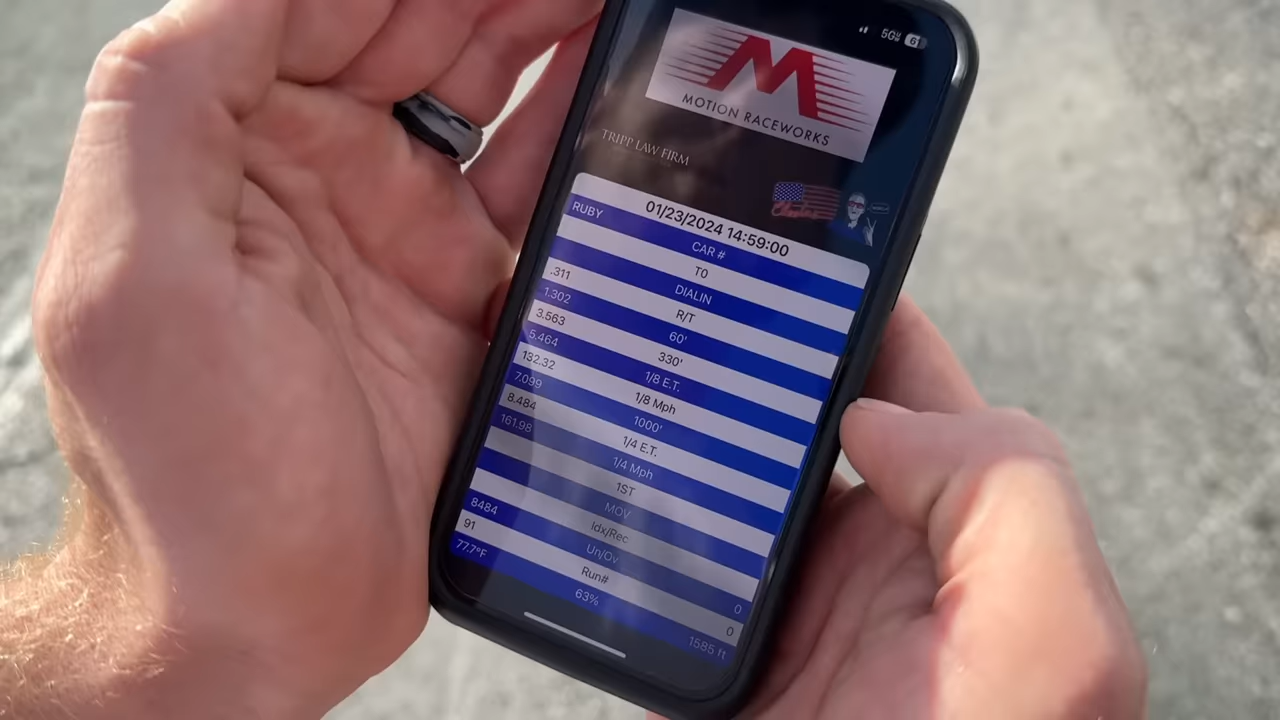 5G
6
M
MOTION RACEWORKS
TRIPP LAW FIRM
01/23/2024 14:59:00
RUBY CAR #
T0
DIALIN
.311 R/T
1.302 60'
3.563 330'
5.464 1/8 E.T.
132.32 1/8 Mph
7.099 1000'
8.484 1/4 E.T.
161.98 1/4 Mph
1ST
MOV
Idx/Rec
8484 Un/Ov 0
91 Run# 0
77.7°F 63% 1585 ft